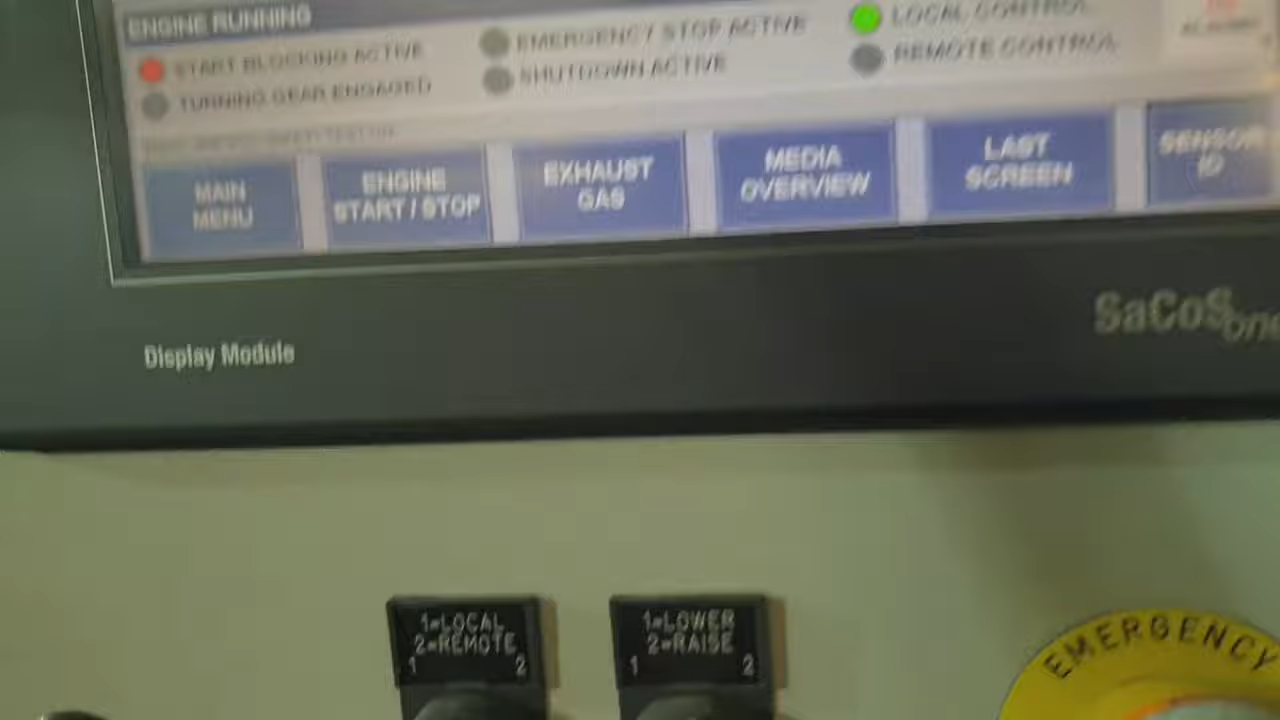 ENGINE RUNNING
START BLOCKING ACTIVE
TURNING GEAR ENGAGED
EMERGENCY STOP ACTIVE
SHUTDOWN ACTIVE
LOCAL CONTROL
REMOTE CONTROL
MAIN
MENU
ENGINE
START / STOP
EXHAUST
GAS
MEDIA
OVERVIEW
LAST
SCREEN
SENSOR
ID
Display Module
SaCoSone
1=LOCAL
2=REMOTE
1 2
1=LOWER
2=RAISE
1 2
EMERGENCY